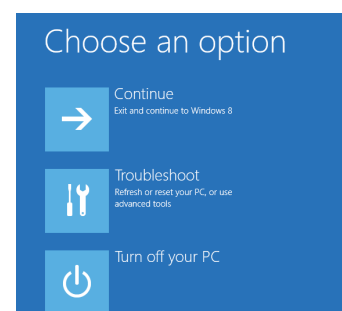 Choose an option
Continue
Exit and continue to Windows 8
Troubleshoot
Refresh or reset your PC, or use
advanced tools
Turn off your PC